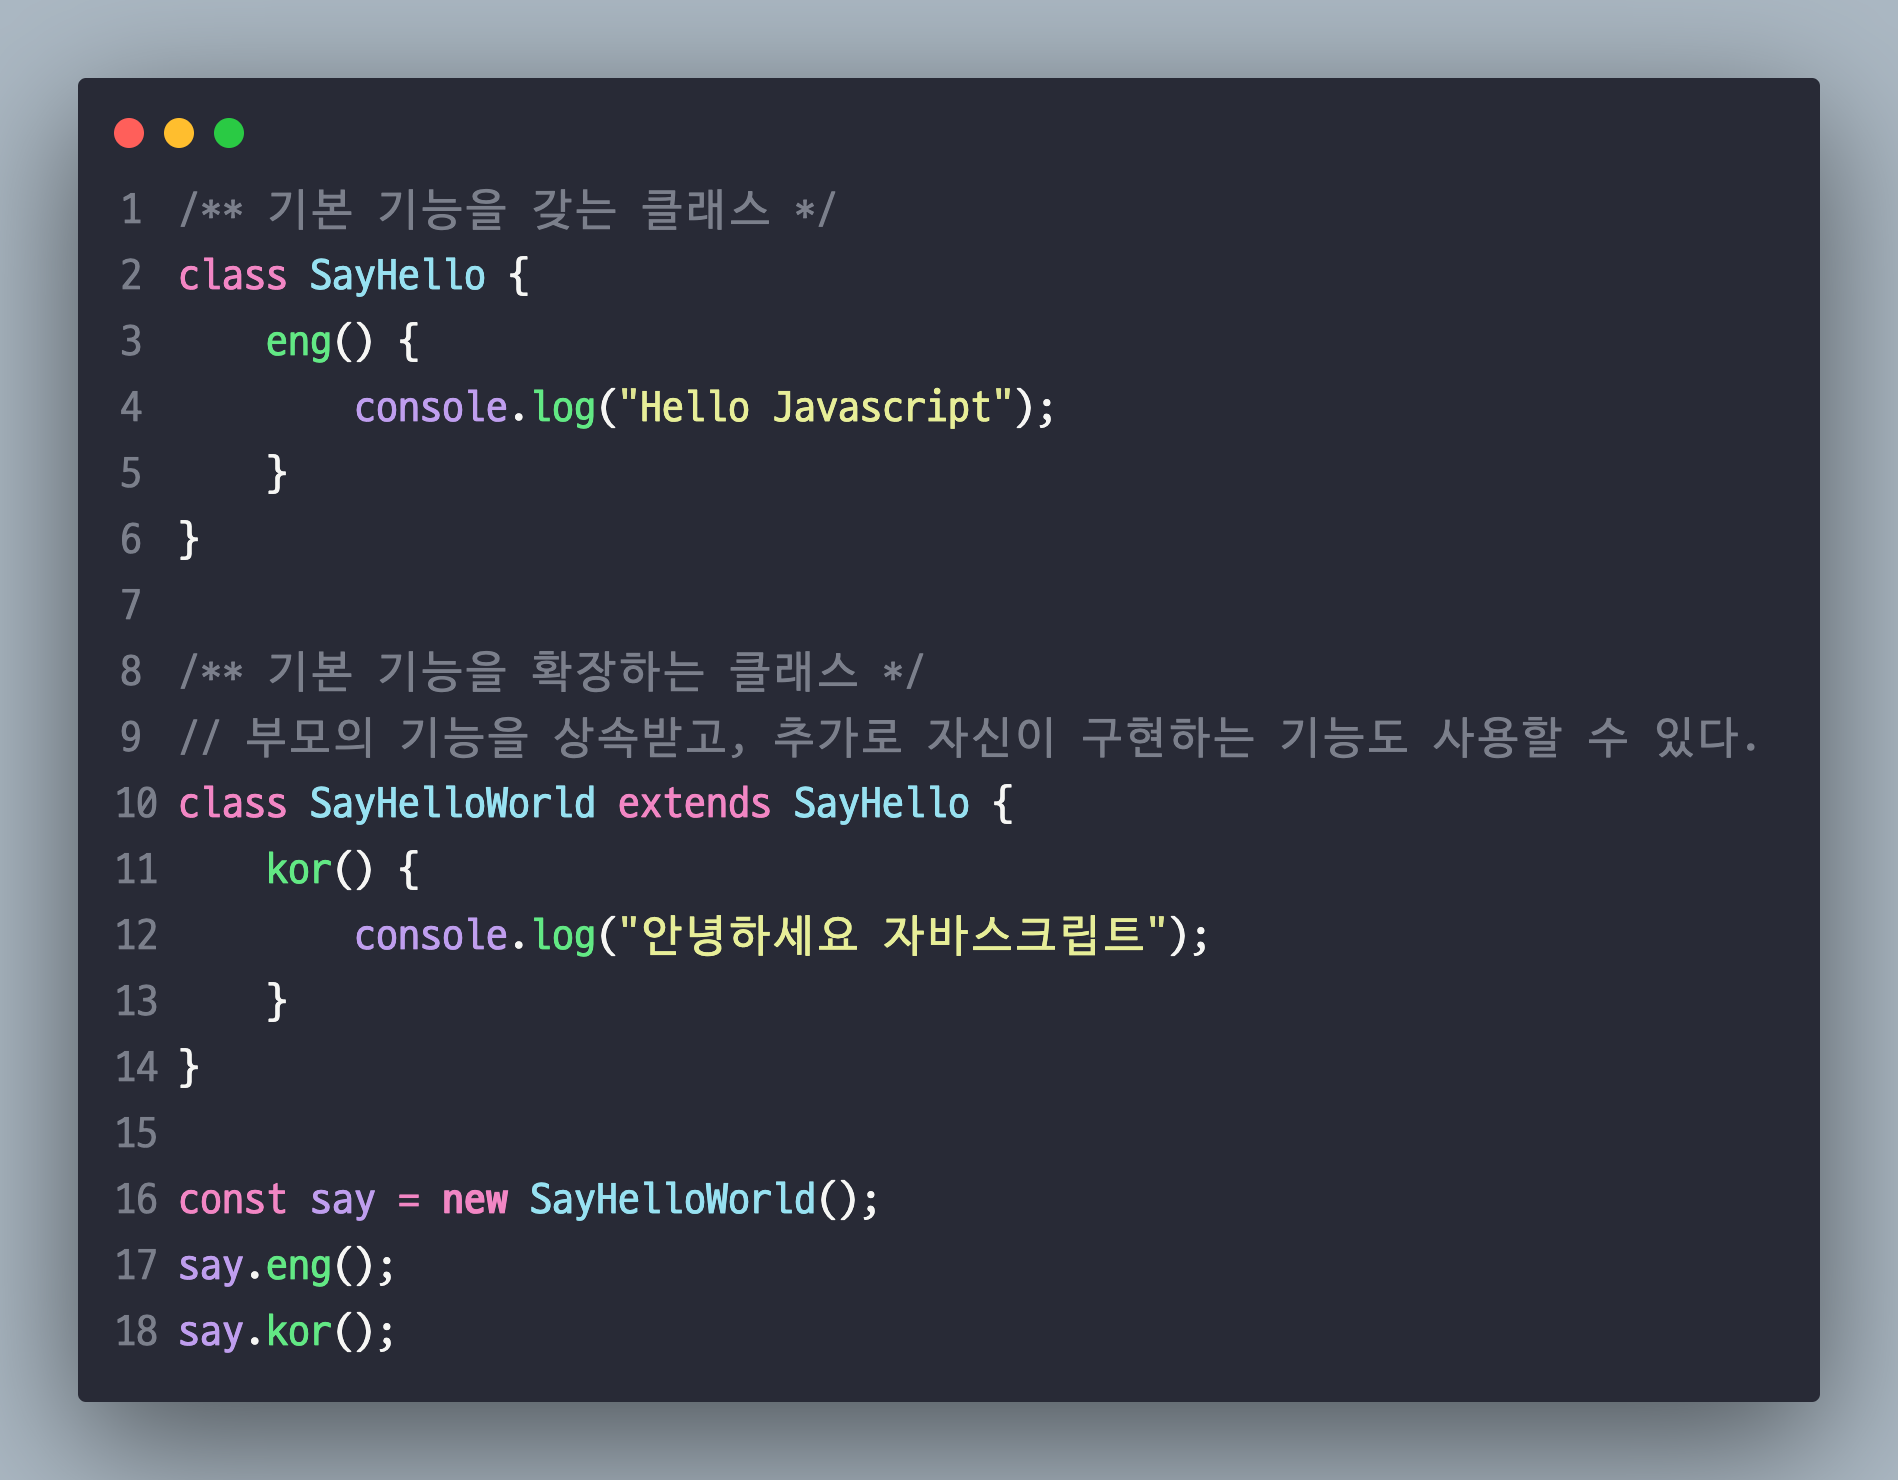 1 /** 기본 기능을 갖는 클래스 */
2 class SayHello {
3     eng() {
4         console.log("Hello Javascript");
5     }
6 }
7
8 /** 기본 기능을 확장하는 클래스 */
9 // 부모의 기능을 상속받고, 추가로 자신이 구현하는 기능도 사용할 수 있다.
10 class SayHelloWorld extends SayHello {
11     kor() {
12         console.log("안녕하세요 자바스크립트");
13     }
14 }
15
16 const say = new SayHelloWorld();
17 say.eng();
18 say.kor();